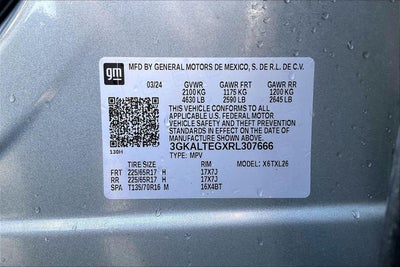 gm
MFD BY GENERAL MOTORS DE MEXICO, S. DE R.L. DE C.V.
03/24 GVWR GAWR FRT GAWR RR
2100 KG 1175 KG 1200 KG
4630 LB 2590 LB 2645 LB
THIS VEHICLE CONFORMS TO ALL
APPLICABLE U.S. FEDERAL MOTOR
VEHICLE SAFETY AND THEFT PREVENTION
STANDARDS IN EFFECT ON THE DATE OF
MANUFACTURE SHOWN ABOVE.
3GKALTEGXRL307666
130H TYPE: MPV
TIRE SIZE RIM MODEL: X6TXL26
FRT 225/65R17 H 17X7J
RR 225/65R17 H 17X7J
SPA T135/70R16 M 16X4BT